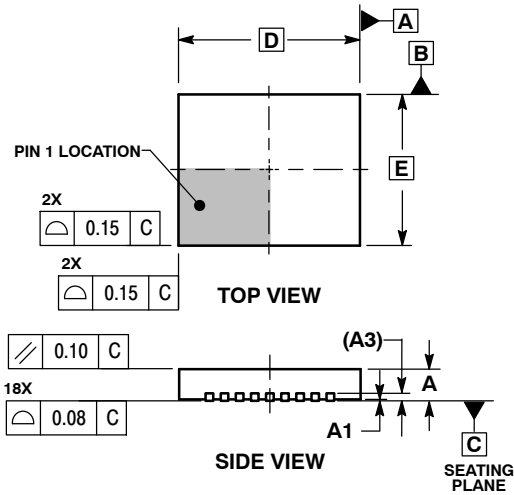 D
A
B
PIN 1 LOCATION
E
2X
⌓ 0.15 C
2X
⌓ 0.15 C
TOP VIEW
// 0.10 C
(A3)
A
18X
⌓ 0.08 C
A1
C
SIDE VIEW
SEATING
PLANE